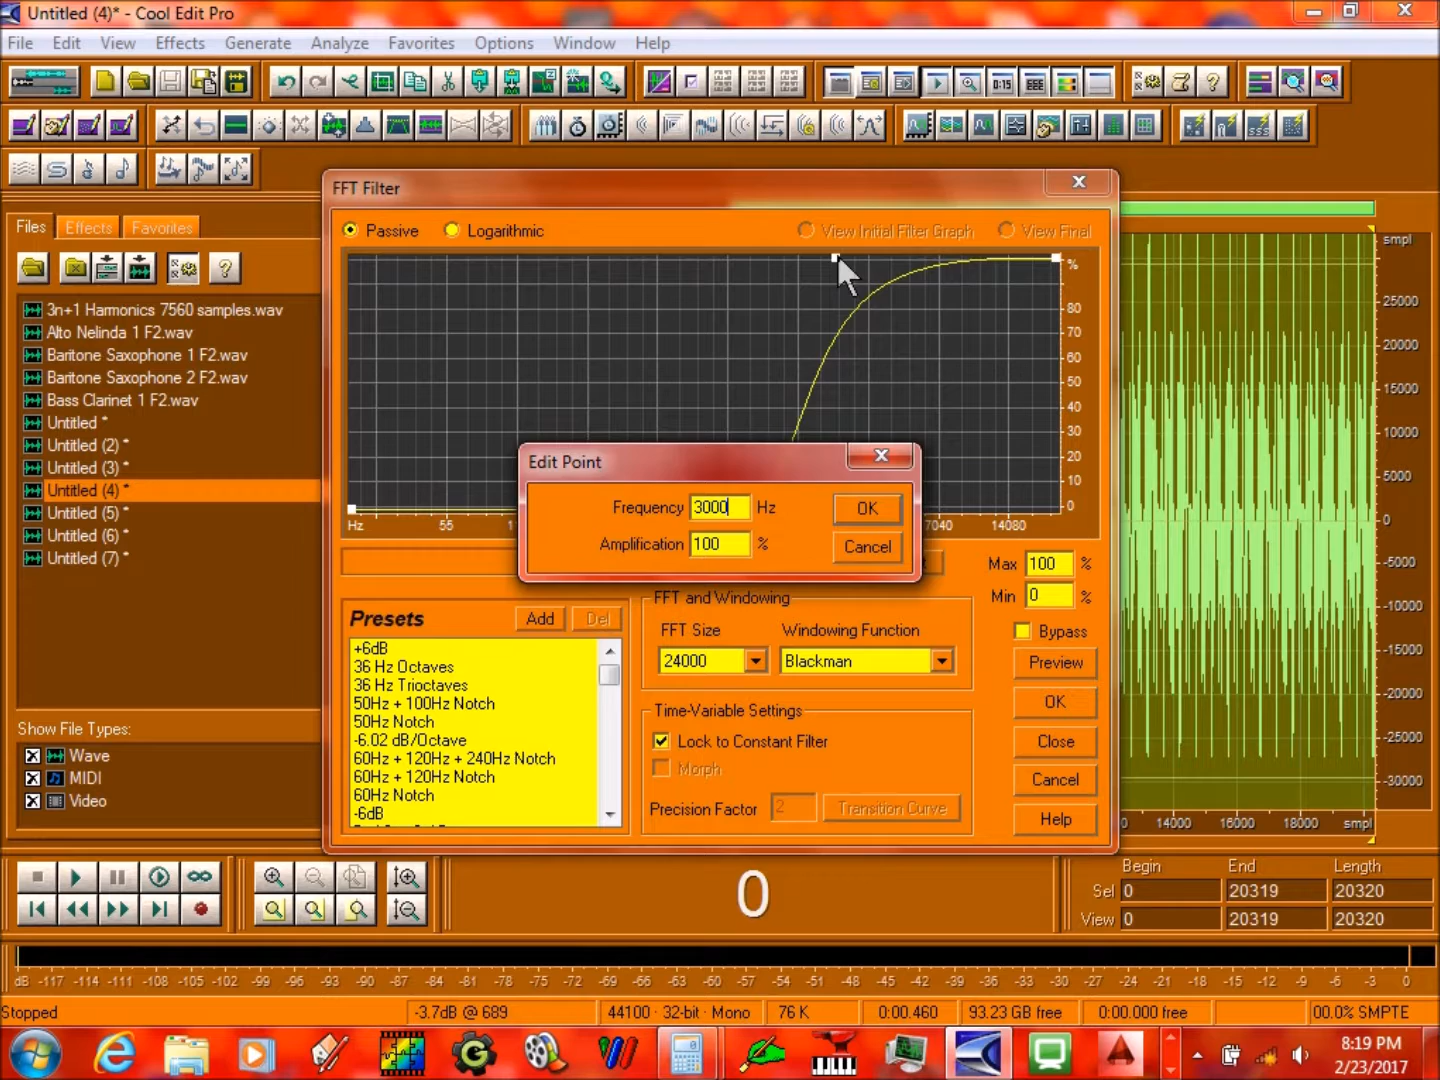 Untitled (4)* - Cool Edit Pro
File Edit View Effects Generate Analyze Favorites Options Window Help
0:15
FFT Filter
Files Effects Favorites
Passive Logarithmic View Initial Filter Graph View Final
smpl
%
3n+1 Harmonics 7560 samples.wav
Alto Nelinda 1 F2.wav
Baritone Saxophone 1 F2.wav
Baritone Saxophone 2 F2.wav
Bass Clarinet 1 F2.wav
Untitled *
Untitled (2) *
Untitled (3) *
Untitled (4) *
Untitled (5) *
Untitled (6) *
Untitled (7) *
80
70
60
50
40
30
20
10
0
Hz 55 7040 14080
25000
20000
15000
10000
5000
0
-5000
-10000
-15000
-20000
-25000
-30000
14000 16000 18000 smpl
Edit Point
Frequency 3000 Hz OK
Amplification 100 % Cancel
Max 100 %
Min 0 %
Presets Add Del
+6dB
36 Hz Octaves
36 Hz Trioctaves
50Hz + 100Hz Notch
50Hz Notch
-6.02 dB/Octave
60Hz + 120Hz + 240Hz Notch
60Hz + 120Hz Notch
60Hz Notch
-6dB
FFT and Windowing
FFT Size Windowing Function
24000 Blackman
Time-Variable Settings
Lock to Constant Filter
Morph
Precision Factor 2 Transition Curve
Bypass
Preview
OK
Close
Cancel
Help
Show File Types:
Wave
MIDI
Video
0
Begin End Length
Sel 0 20319 20320
View 0 20319 20320
dB -117 -114 -111 -108 -105 -102 -99 -96 -93 -90 -87 -84 -81 -78 -75 -72 -69 -66 -63 -60 -57 -54 -51 -48 -45 -42 -39 -36 -33 -30 -27 -24 -21 -18 -15 -12 -9 -6 -3 0
Stopped -3.7dB @ 689 44100 · 32-bit · Mono 76 K 0:00.460 93.23 GB free 0:00.000 free 00.0% SMPTE
8:19 PM
2/23/2017